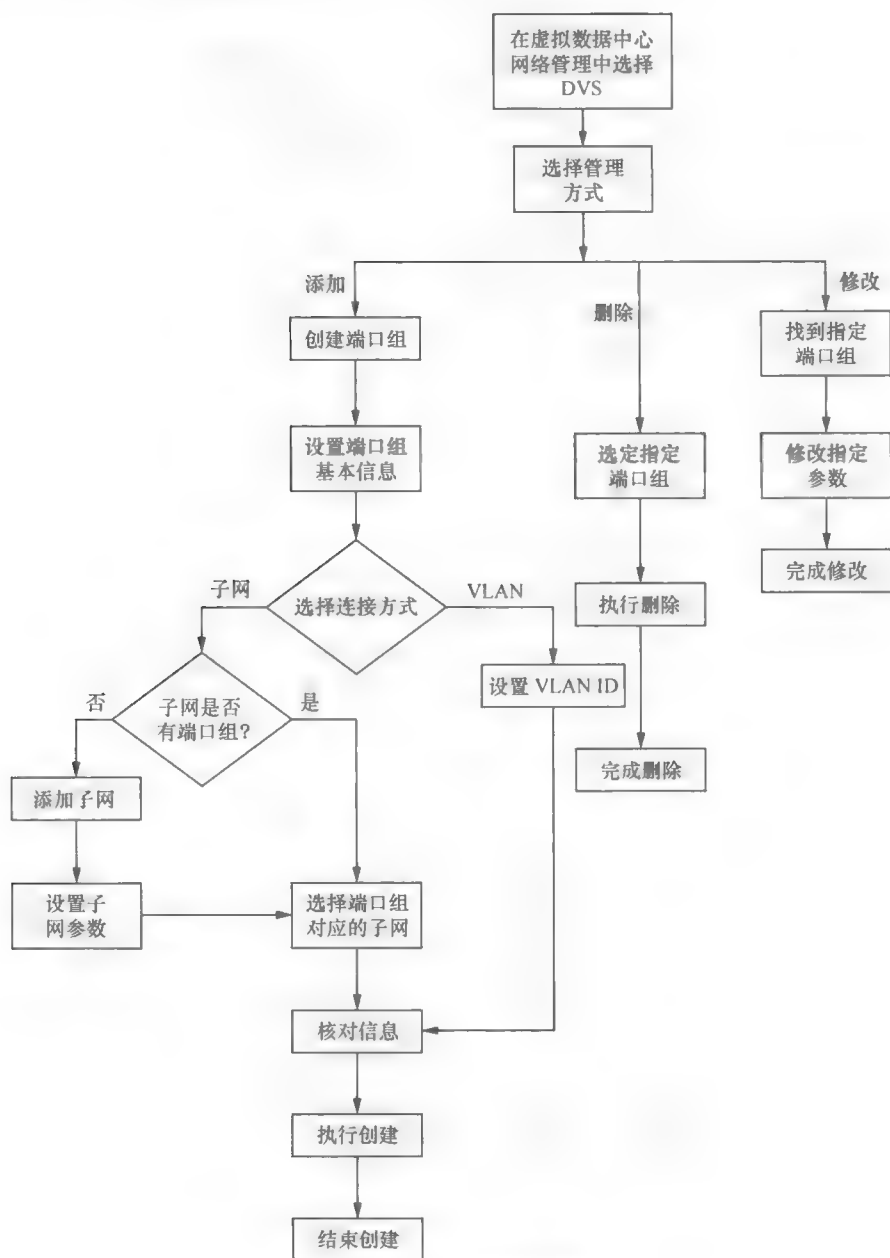 在虚拟数据中心
网络管理中选择
DVS
选择管理
方式
添加
删除
修改
创建端口组
找到指定
端口组
设置端口组
基本信息
选定指定
端口组
修改指定
参数
完成修改
子网
选择连接方式
VLAN
执行删除
设置 VLAN ID
否
子网是否
有端口组?
是
完成删除
添加子网
设置子
网参数
选择端口组
对应的子网
核对信息
执行创建
结束创建